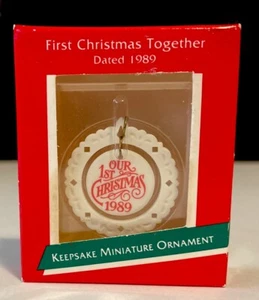 First Christmas Together
Dated 1989
OUR
1ST
CHRISTMAS
1989
KEEPSAKE MINIATURE ORNAMENT